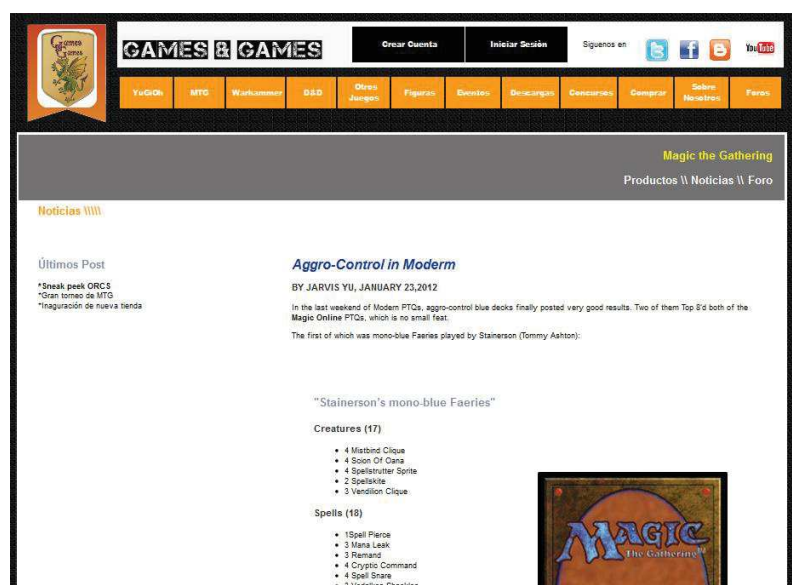 Games
Games
GAMES & GAMES
Crear Cuenta
Iniciar Sesión
Siguenos en
You Tube
YuGiOh
MTG
Warkammer
D&D
Otros
Juegos
Figuras
Eventos
Descargas
Concursos
Comprar
Sobre
Nosotros
Foros
Magic the Gathering
Productos \\ Noticias \\ Foro
Noticias \\\\\
Últimos Post
*Sneak peek ORCS
*Gran torneo de MTG
*Inaguración de nueva tienda
Aggro-Control in Moderm
BY JARVIS YU, JANUARY 23,2012
In the last weekend of Modern PTQs, aggro-control blue decks finally posted very good results. Two of them Top 8'd both of the
Magic Online PTQs, which is no small feat.
The first of which was mono-blue Faeries played by Stainerson (Tommy Ashton):
"Stainerson's mono-blue Faeries"
Creatures (17)
• 4 Mistbind Clique
• 4 Scion Of Oana
• 4 Spellstrutter Sprite
• 2 Spellskite
• 3 Vendilion Clique
Spells (18)
• 1Spell Pierce
• 3 Mana Leak
• 3 Remand
• 4 Cryptic Command
• 4 Spell Snare
MAGIC
The Gathering